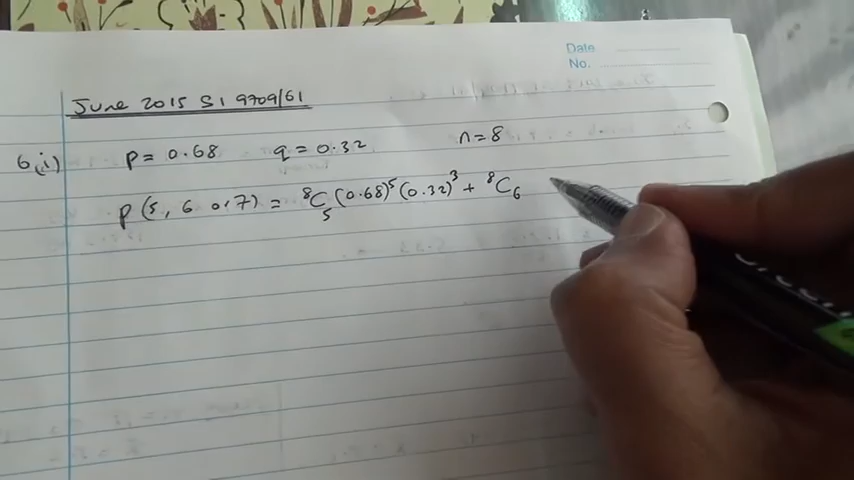 Date
No.
June 2015 S1 9709/61
6(i) p = 0.68 q = 0.32 n = 8
P(5, 6 or 7) = ⁸C₅ (0.68)⁵ (0.32)³ + ⁸C₆